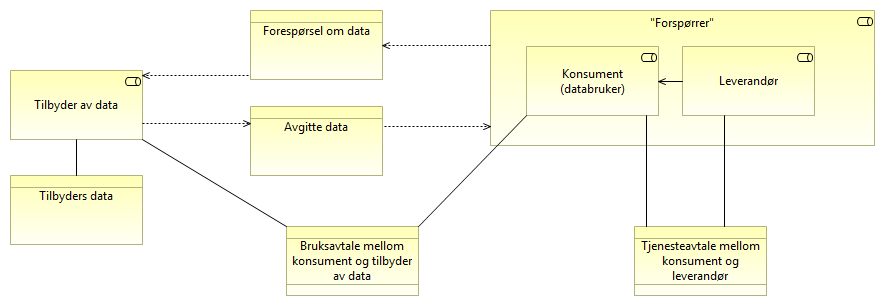 "Forspørrer"
Forespørsel om data
Konsument
(databruker)
Leverandør
Tilbyder av data
Avgitte data
Tilbyders data
Bruksavtale mellom
konsument og tilbyder
av data
Tjenesteavtale mellom
konsument og
leverandør